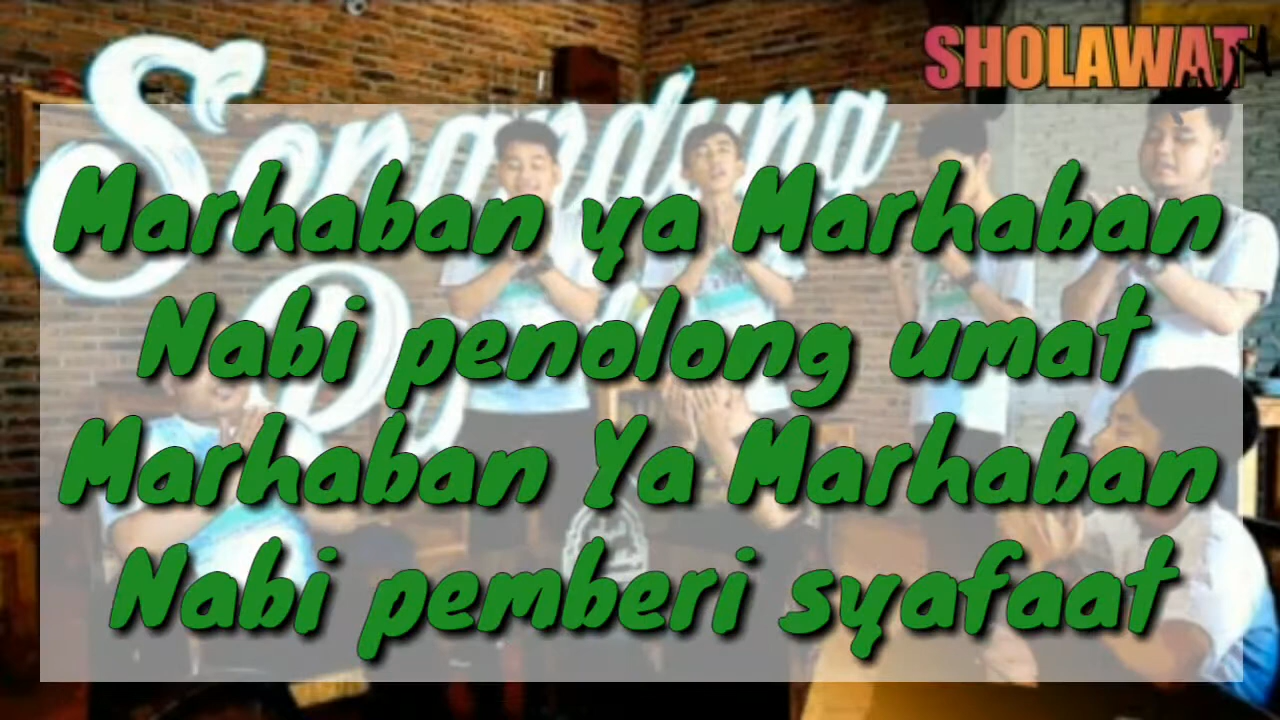 SHOLAWAT
Marhaban ya Marhaban
Nabi penolong umat
Marhaban Ya Marhaban
Nabi pemberi syafaat